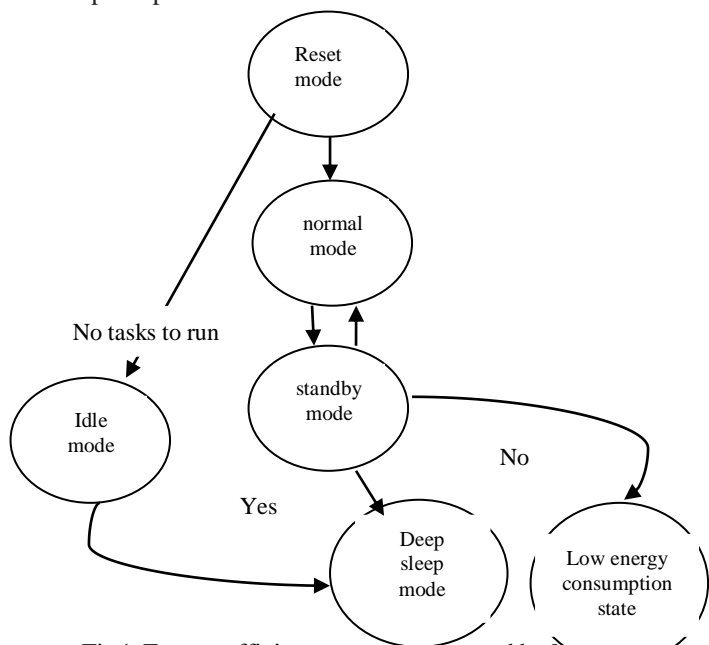 Reset
mode
normal
mode
No tasks to run
standby
mode
Idle
mode
No
Yes
Deep
sleep
mode
Low energy
consumption
state